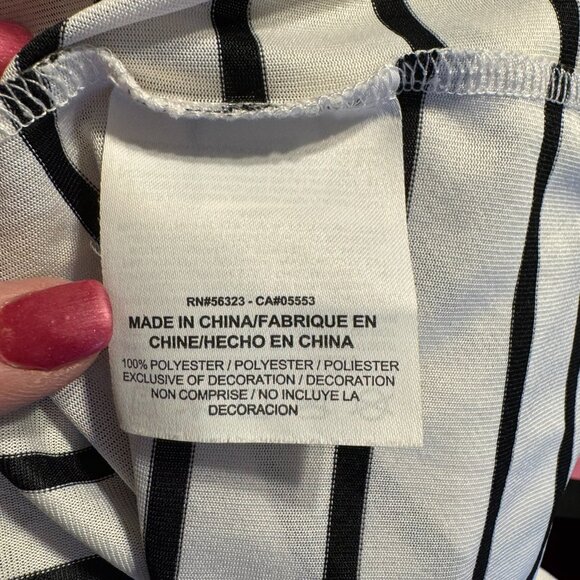 RN#56323 - CA#05553
MADE IN CHINA/FABRIQUE EN
CHINE/HECHO EN CHINA
100% POLYESTER / POLYESTER / POLIESTER
EXCLUSIVE OF DECORATION / DECORATION
NON COMPRISE / NO INCLUYE LA
DECORACION